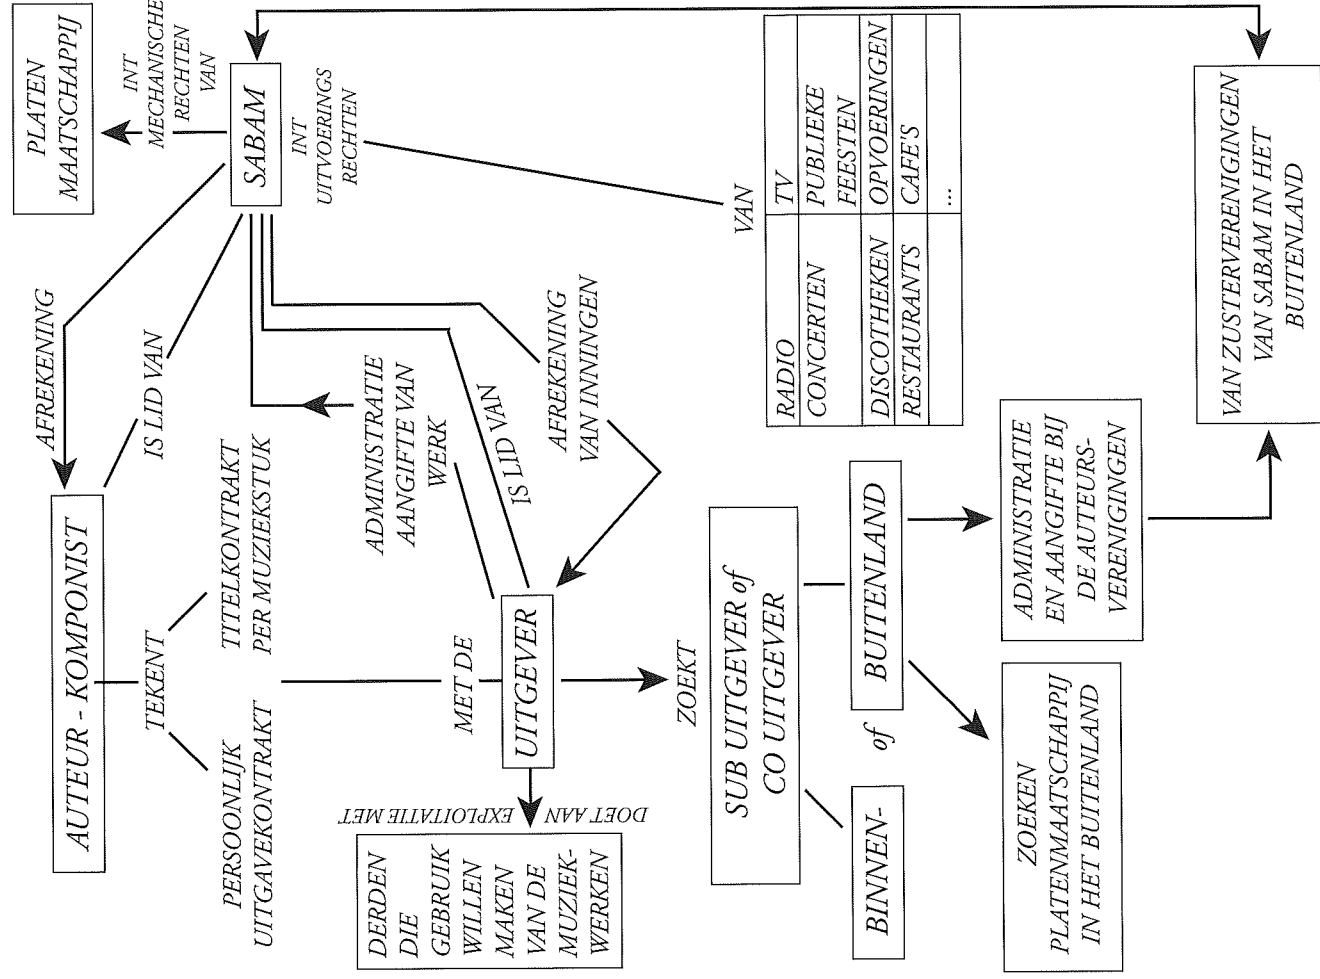 AUTEUR - KOMPONIST
TEKENT
PERSOONLIJK
UITGAVEKONTRAKT
TITELKONTRAKT
PER MUZIEKSTUK
AFREKENING
IS LID VAN
PLATEN
MAATSCHAPPIJ
INT
MECHANISCHE
RECHTEN
VAN
SABAM
INT
UITVOERINGS
RECHTEN
ADMINISTRATIE
AANGIFTE VAN
WERK
IS LID VAN
AFREKENING
VAN INNINGEN
MET DE
UITGEVER
DOET AAN
EXPLOITATIE MET
DERDEN
DIE
GEBRUIK
WILLEN
MAKEN
VAN DE
MUZIEK-
WERKEN
ZOEKT
VAN
RADIO TV
CONCERTEN PUBLIEKE
FEESTEN
DISCOTHEKEN OPVOERINGEN
RESTAURANTS CAFE'S
...
SUB UITGEVER of
CO UITGEVER
BINNEN- of BUITENLAND
ZOEKEN
PLATENMAATSCHAPPIJ
IN HET BUITENLAND
ADMINISTRATIE
EN AANGIFTE BIJ
DE AUTEURS-
VERENIGINGEN
VAN ZUSTERVERENIGINGEN
VAN SABAM IN HET
BUITENLAND